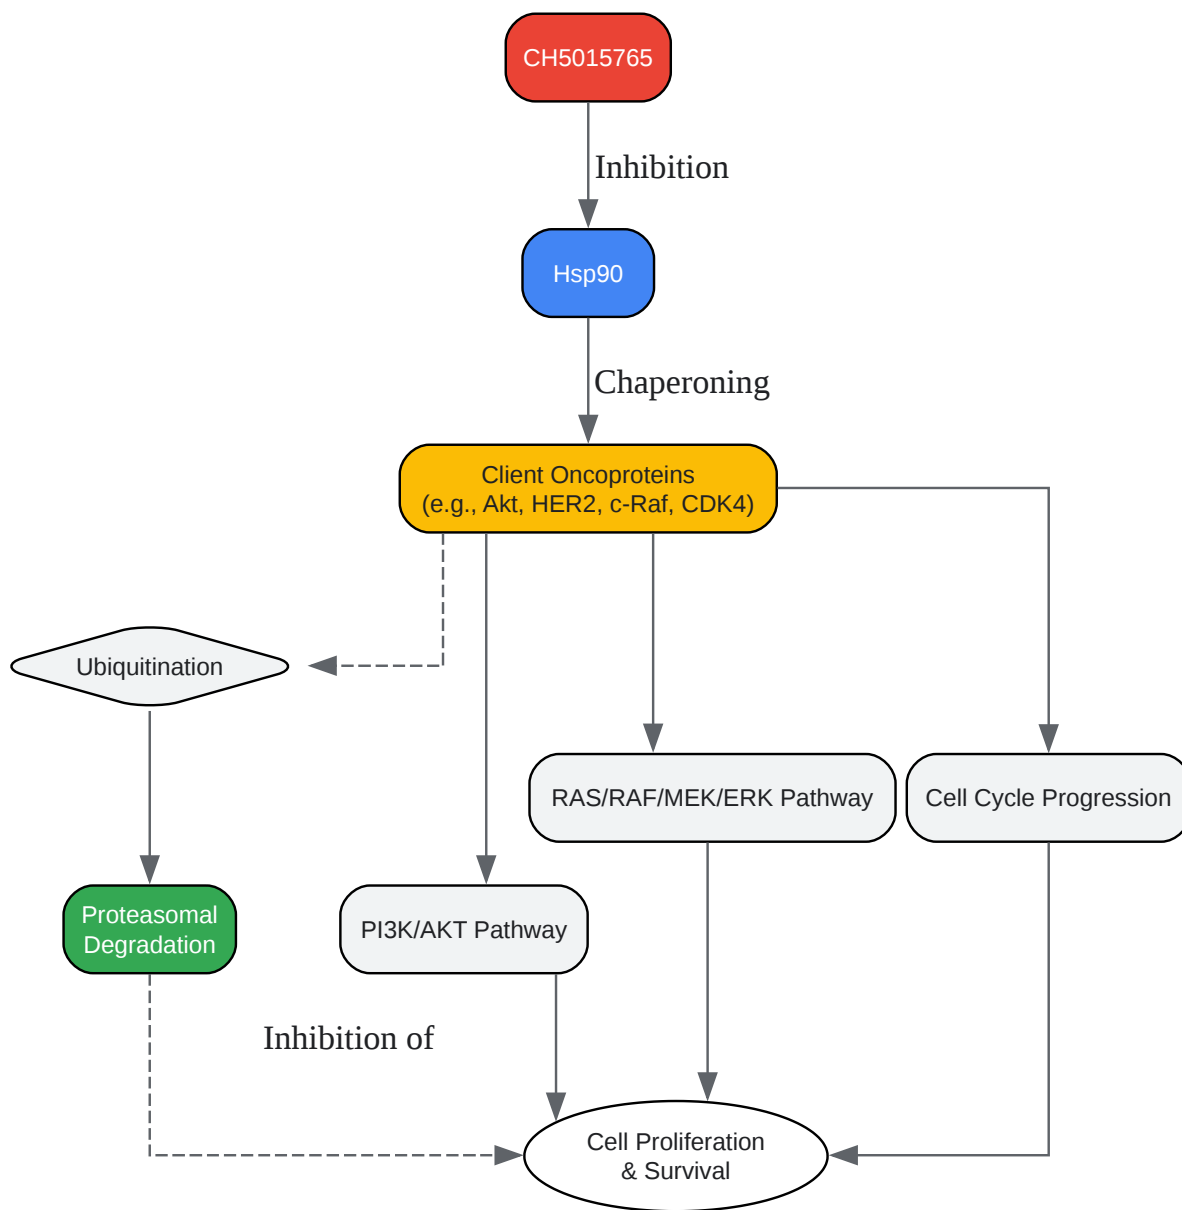 CH5015765
Inhibition
Hsp90
Chaperoning
Client Oncoproteins
(e.g., Akt, HER2, c-Raf, CDK4)
Ubiquitination
RAS/RAF/MEK/ERK Pathway
Cell Cycle Progression
Proteasomal
Degradation
PI3K/AKT Pathway
Inhibition of
Cell Proliferation
& Survival